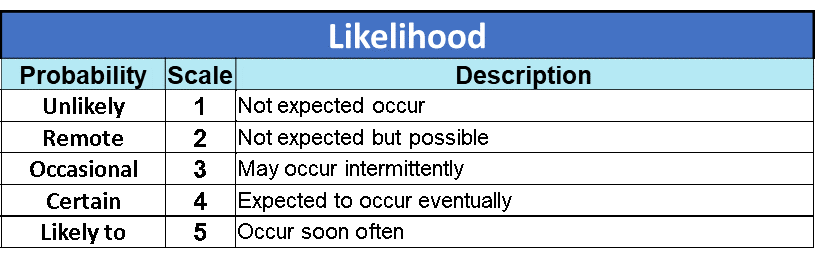 Likelihood
Probability Scale Description
Unlikely 1 Not expected occur
Remote 2 Not expected but possible
Occasional 3 May occur intermittently
Certain 4 Expected to occur eventually
Likely to 5 Occur soon often